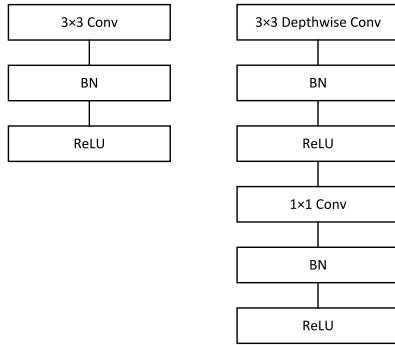 3×3 Conv
BN
ReLU
3×3 Depthwise Conv
BN
ReLU
1×1 Conv
BN
ReLU